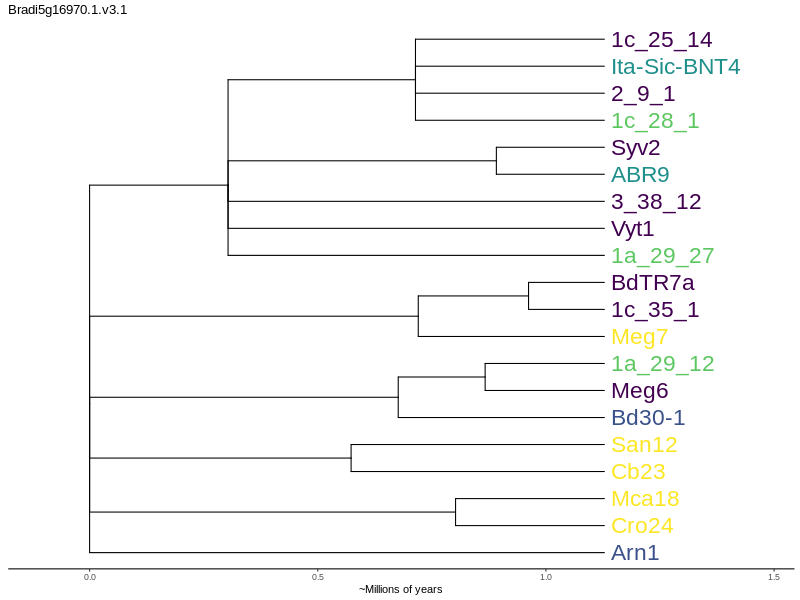 Bradi5g16970.1.v3.1
1c_25_14
Ita-Sic-BNT4
2_9_1
1c_28_1
Syv2
ABR9
3_38_12
Vyt1
1a_29_27
BdTR7a
1c_35_1
Meg7
1a_29_12
Meg6
Bd30-1
San12
Cb23
Mca18
Cro24
Arn1
0.0 0.5 1.0 1.5
~Millions of years